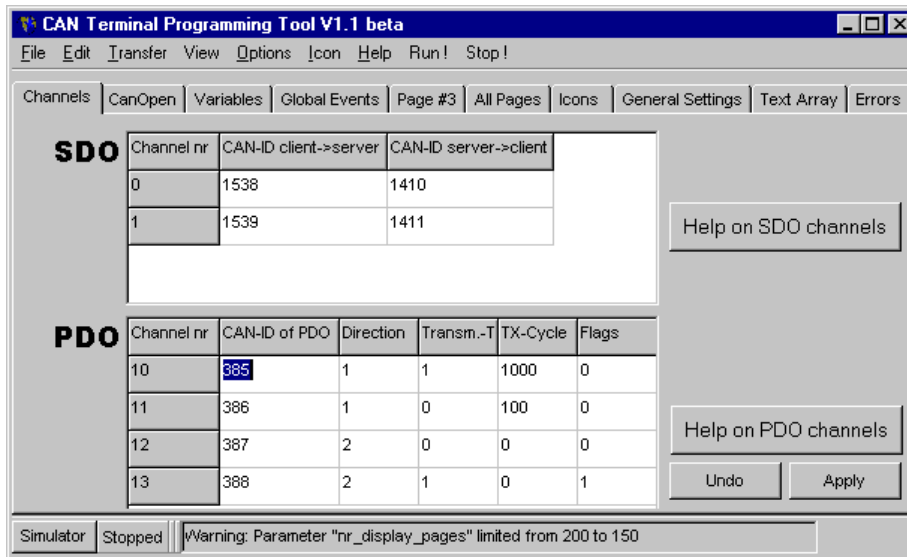 CAN Terminal Programming Tool V1.1 beta
File Edit Transfer View Options Icon Help Run! Stop!
Channels CanOpen Variables Global Events Page #3 All Pages Icons General Settings Text Array Errors
SDO
Channel nr CAN-ID client->server CAN-ID server->client
0 1538 1410
1 1539 1411
Help on SDO channels
PDO
Channel nr CAN-ID of PDO Direction Transm.-T TX-Cycle Flags
10 385 1 1 1000 0
11 386 1 0 100 0
12 387 2 0 0 0
13 388 2 1 0 1
Help on PDO channels
Undo Apply
Simulator Stopped Warning: Parameter "nr_display_pages" limited from 200 to 150